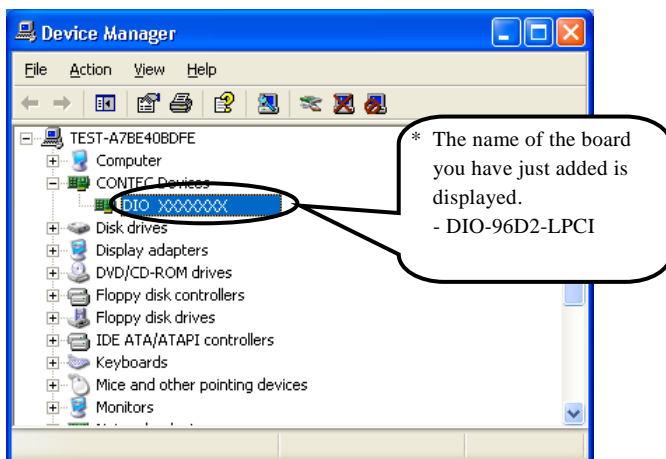 Device Manager
File Action View Help
TEST-A7BE40BDFE
Computer
CONTEC Devices
DIO XXXXXXX
Disk drives
Display adapters
DVD/CD-ROM drives
Floppy disk controllers
Floppy disk drives
IDE ATA/ATAPI controllers
Keyboards
Mice and other pointing devices
Monitors
* The name of the board
you have just added is
displayed.
- DIO-96D2-LPCI